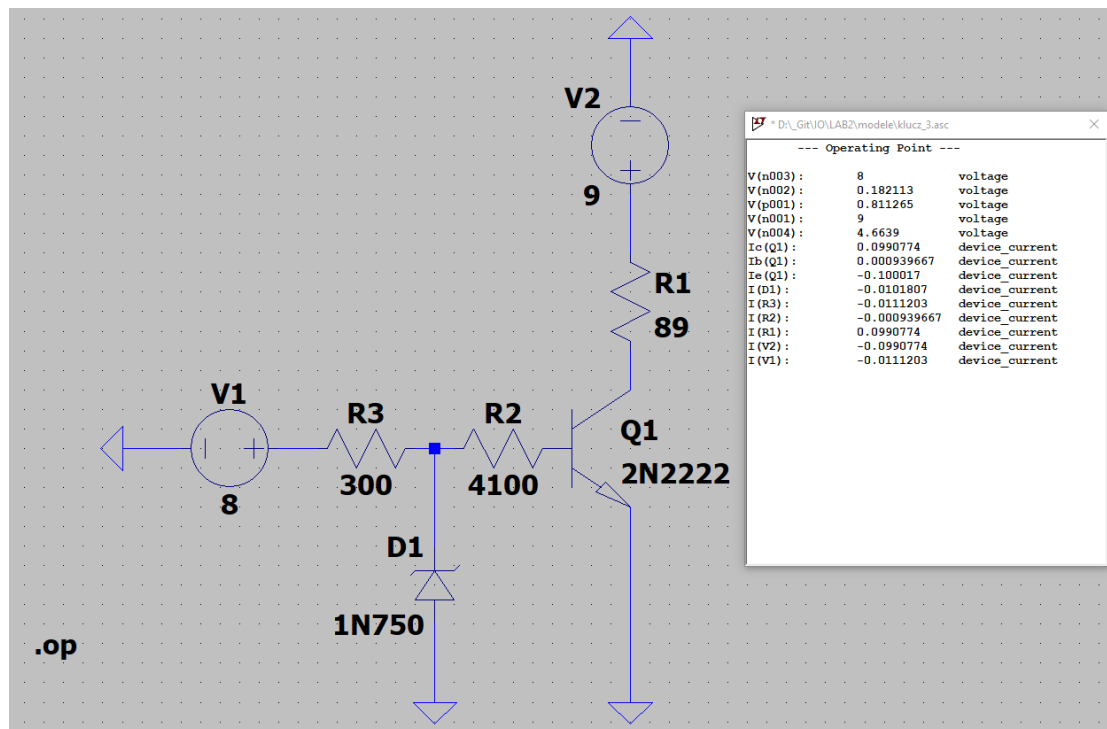 V2
9
R1
89
V1
8
R3
300
R2
4100
Q1
2N2222
D1
1N750
.op
* D:\_Git\IO\LAB2\modele\klucz_3.asc
--- Operating Point ---
V(n003): 8 voltage
V(n002): 0.182113 voltage
V(p001): 0.811265 voltage
V(n001): 9 voltage
V(n004): 4.6639 voltage
Ic(Q1): 0.0990774 device_current
Ib(Q1): 0.000939667 device_current
Ie(Q1): -0.100017 device_current
I(D1): -0.0101807 device_current
I(R3): -0.0111203 device_current
I(R2): -0.000939667 device_current
I(R1): 0.0990774 device_current
I(V2): -0.0990774 device_current
I(V1): -0.0111203 device_current